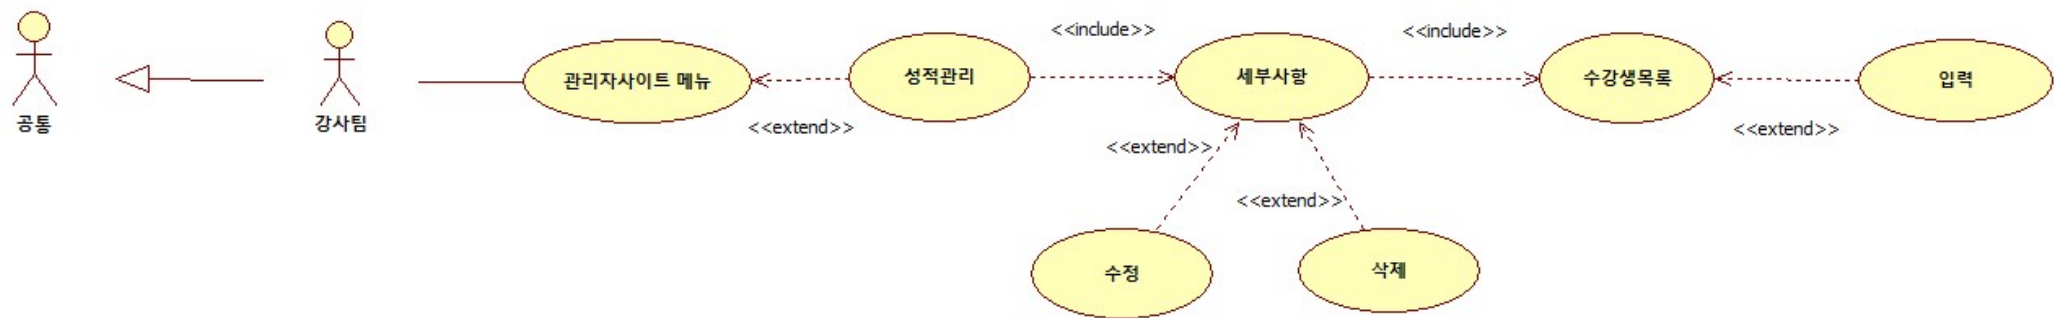 공통
강사팀
관리자사이트 메뉴
<<extend>>
성적관리
<<include>>
세부사항
<<include>>
수강생목록
<<extend>>
입력
<<extend>>
<<extend>>
수정
삭제